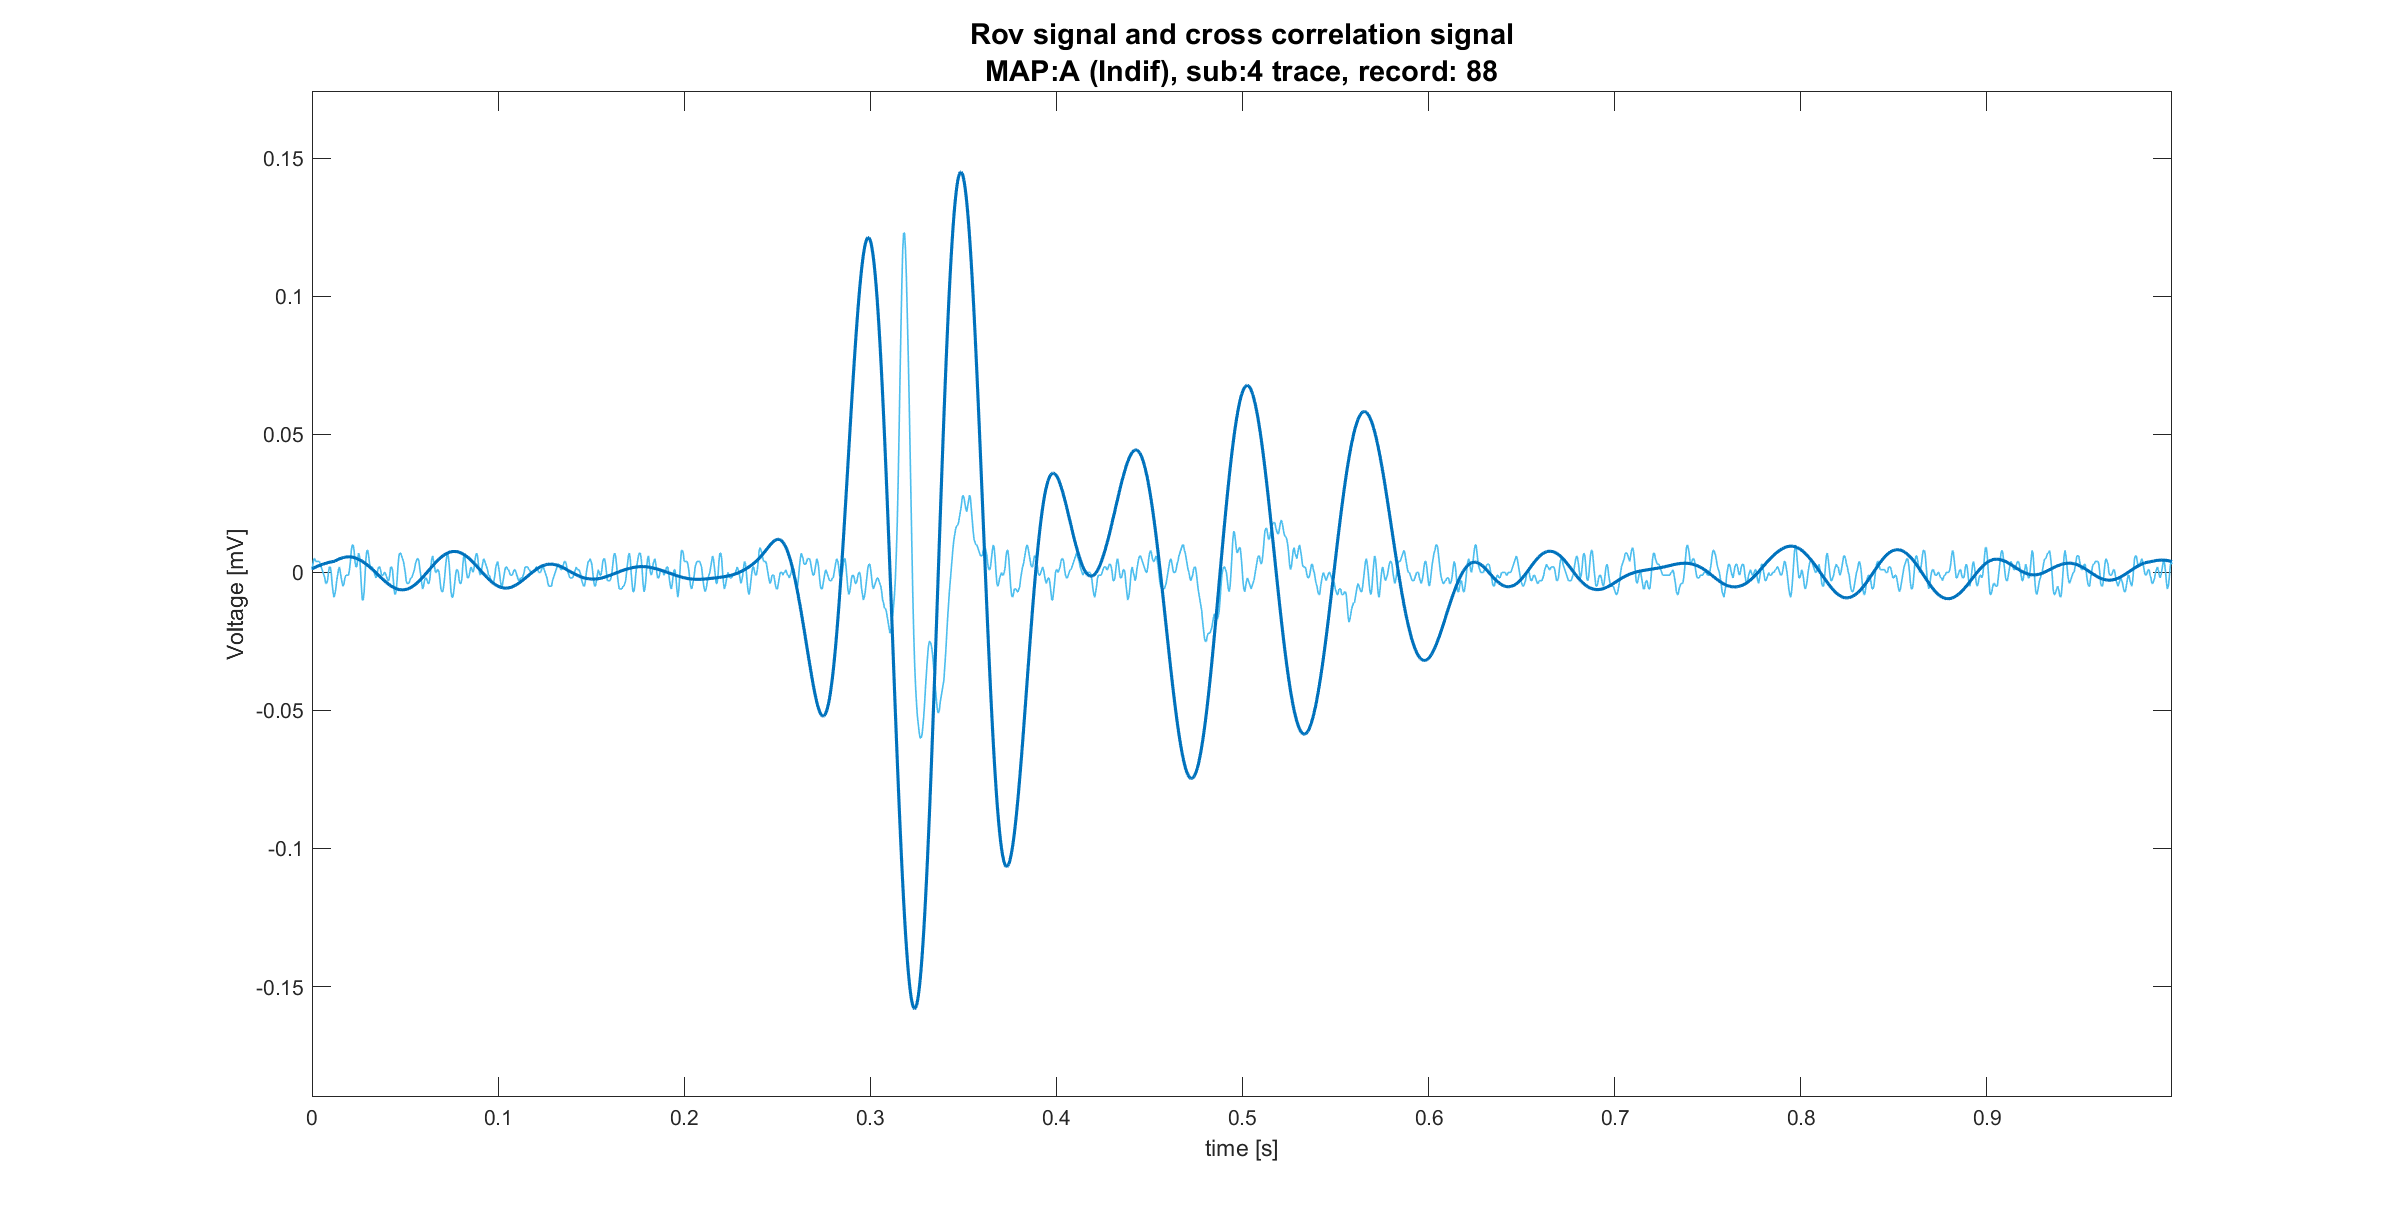 Rov signal and cross correlation signal
MAP:A (Indif), sub:4 trace, record: 88
0.15
0.1
0.05
0
-0.05
-0.1
-0.15
Voltage [mV]
0 0.1 0.2 0.3 0.4 0.5 0.6 0.7 0.8 0.9
time [s]